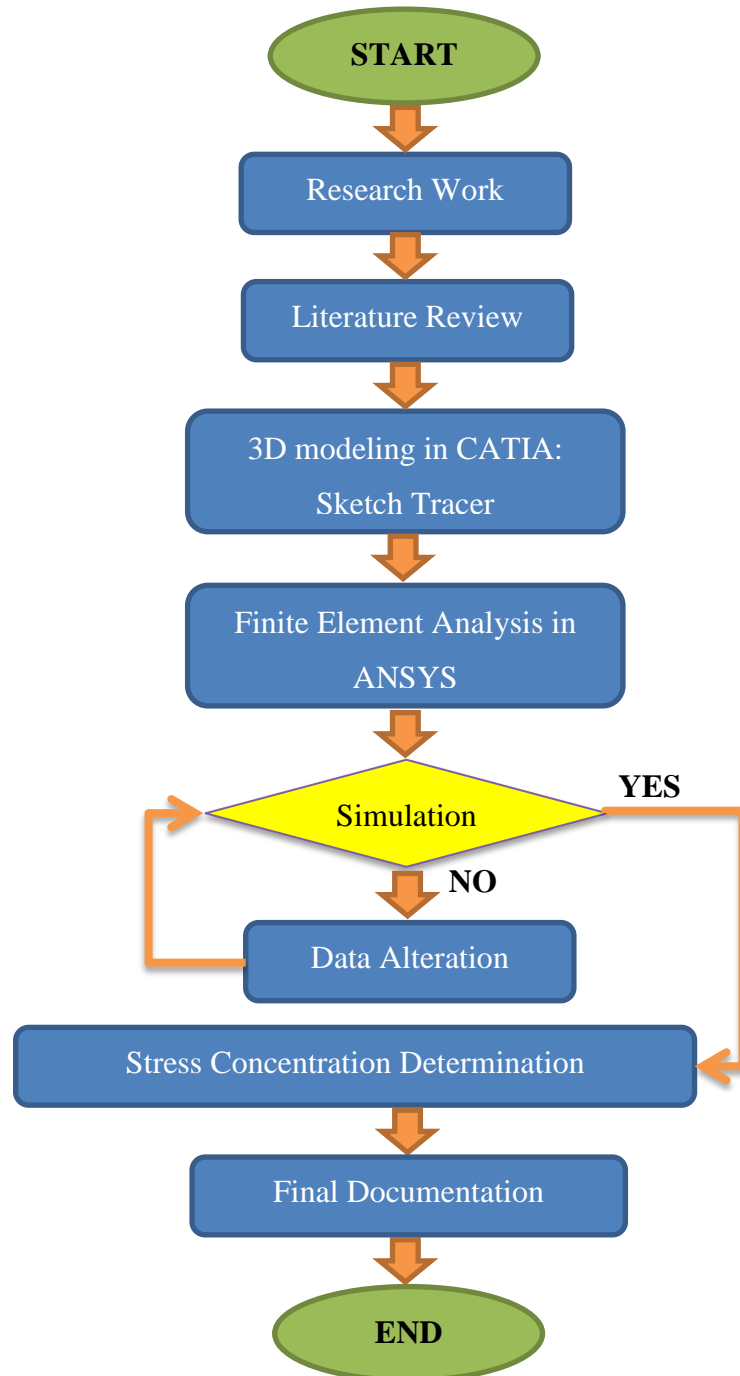 START
Research Work
Literature Review
3D modeling in CATIA:
Sketch Tracer
Finite Element Analysis in
ANSYS
YES
Simulation
NO
Data Alteration
Stress Concentration Determination
Final Documentation
END